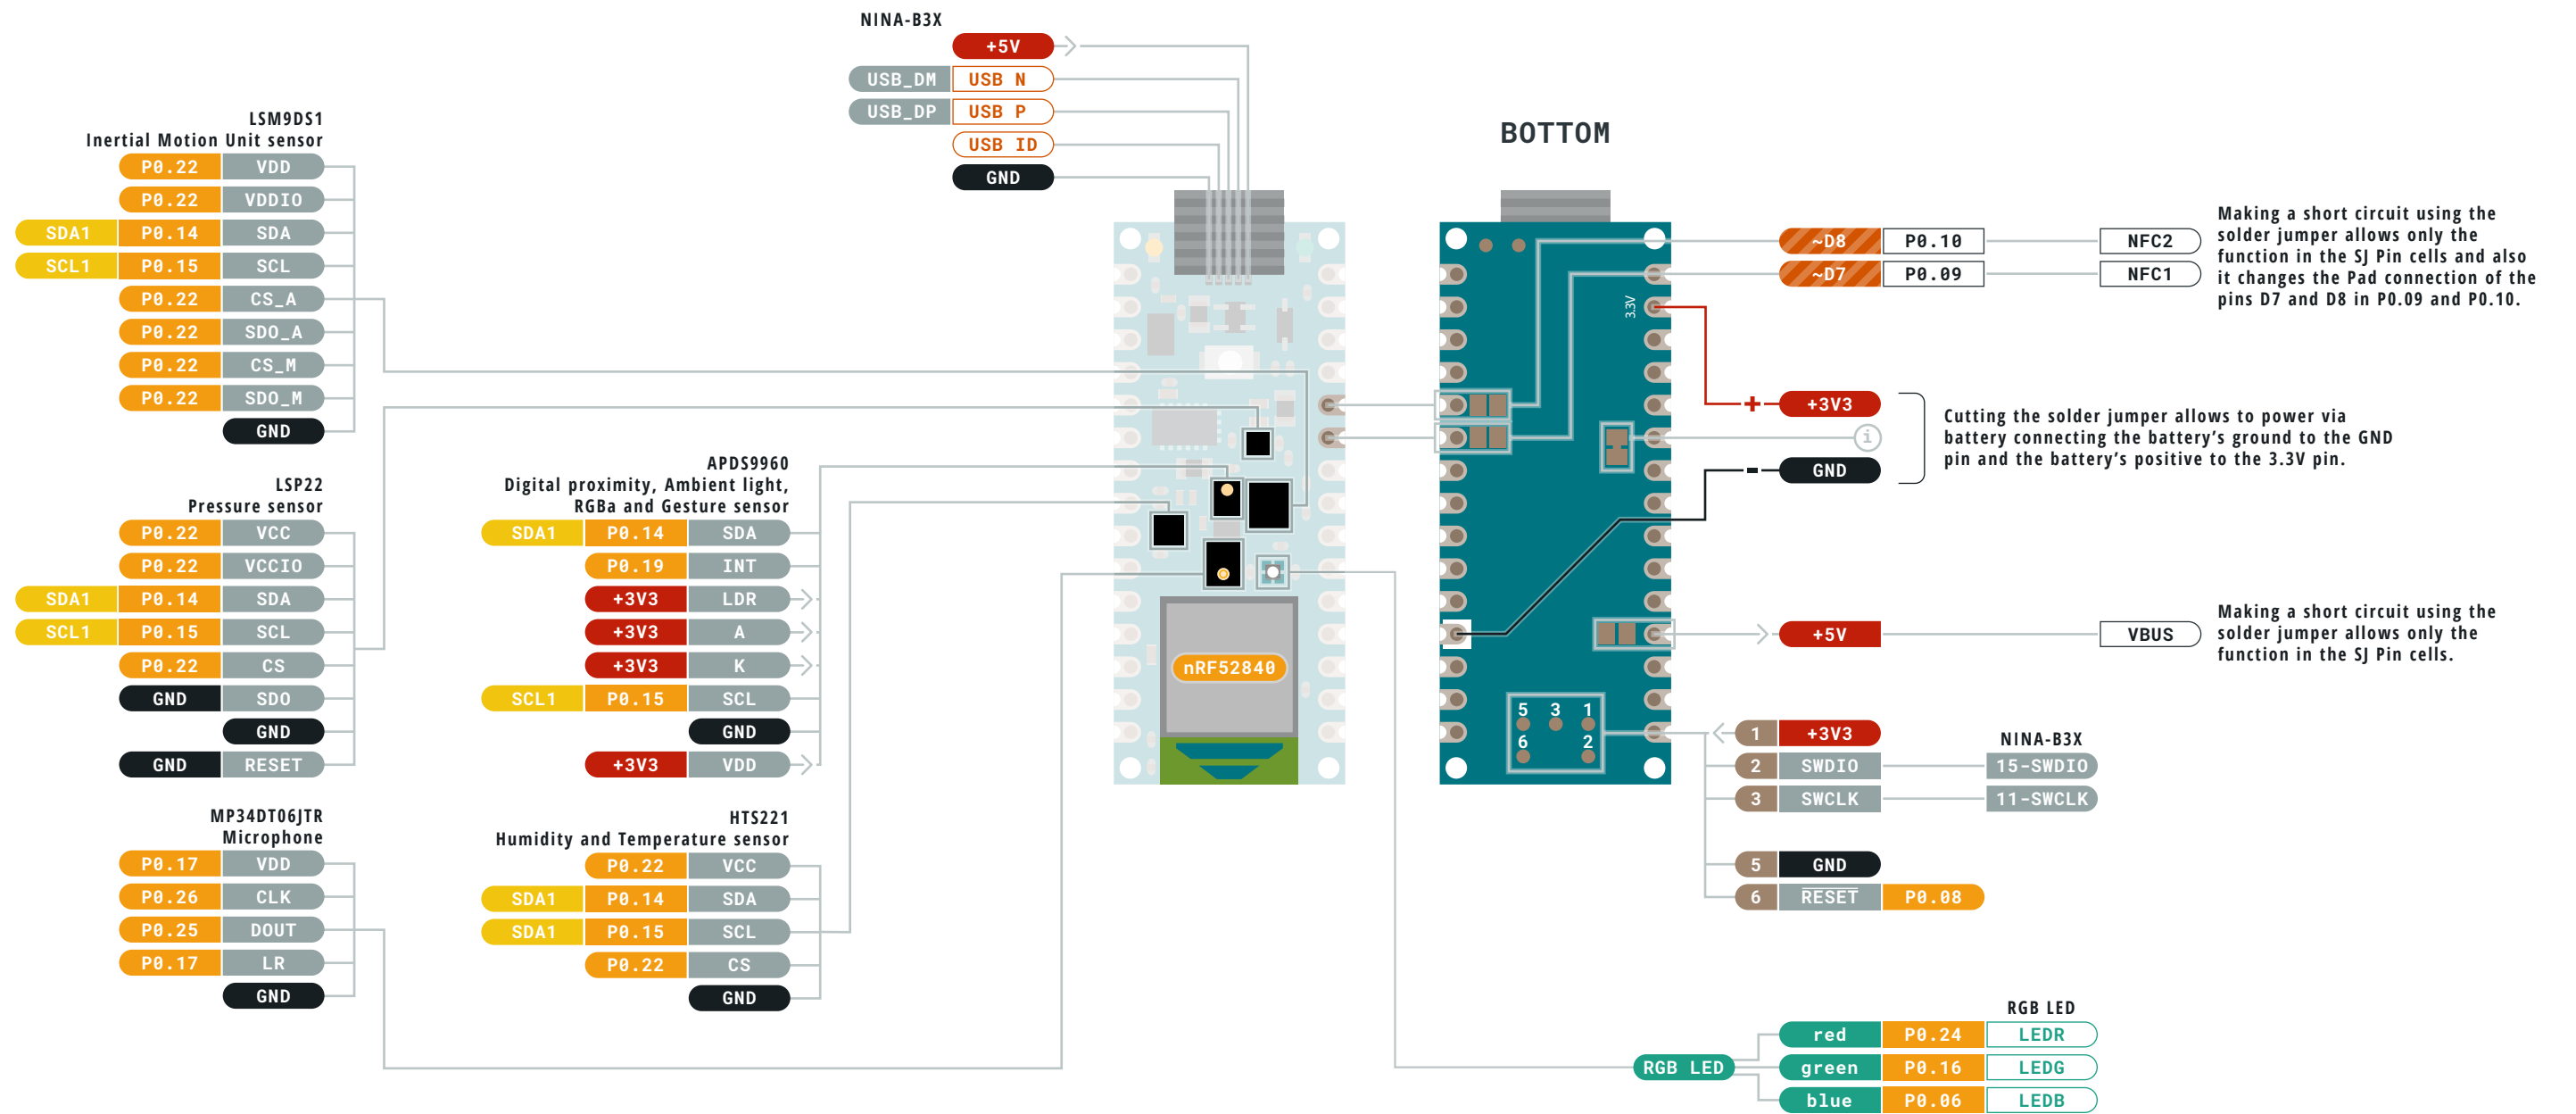 NINA-B3X
+5V
USB_DM USB N
USB_DP USB P
USB ID
GND
LSM9DS1
Inertial Motion Unit sensor
P0.22 VDD
P0.22 VDDIO
SDA1 P0.14 SDA
SCL1 P0.15 SCL
P0.22 CS_A
P0.22 SDO_A
P0.22 CS_M
P0.22 SDO_M
GND
LSP22
Pressure sensor
P0.22 VCC
P0.22 VCCIO
SDA1 P0.14 SDA
SCL1 P0.15 SCL
P0.22 CS
GND SDO
GND
GND RESET
MP34DT06JTR
Microphone
P0.17 VDD
P0.26 CLK
P0.25 DOUT
P0.17 LR
GND
APDS9960
Digital proximity, Ambient light,
RGBa and Gesture sensor
SDA1 P0.14 SDA
P0.19 INT
+3V3 LDR
+3V3 A
+3V3 K
SCL1 P0.15 SCL
GND
+3V3 VDD
HTS221
Humidity and Temperature sensor
P0.22 VCC
SDA1 P0.14 SDA
SDA1 P0.15 SCL
P0.22 CS
GND
nRF52840
BOTTOM
3.3V
5 3 1
6 2
~D8 P0.10 NFC2
~D7 P0.09 NFC1
Making a short circuit using the
solder jumper allows only the
function in the SJ Pin cells and also
it changes the Pad connection of the
pins D7 and D8 in P0.09 and P0.10.
+ +3V3
i
- GND
Cutting the solder jumper allows to power via
battery connecting the battery’s ground to the GND
pin and the battery’s positive to the 3.3V pin.
+5V VBUS
Making a short circuit using the
solder jumper allows only the
function in the SJ Pin cells.
1 +3V3
NINA-B3X
2 SWDIO 15-SWDIO
3 SWCLK 11-SWCLK
5 GND
6 RESET P0.08
RGB LED
RGB LED
red P0.24 LEDR
green P0.16 LEDG
blue P0.06 LEDB